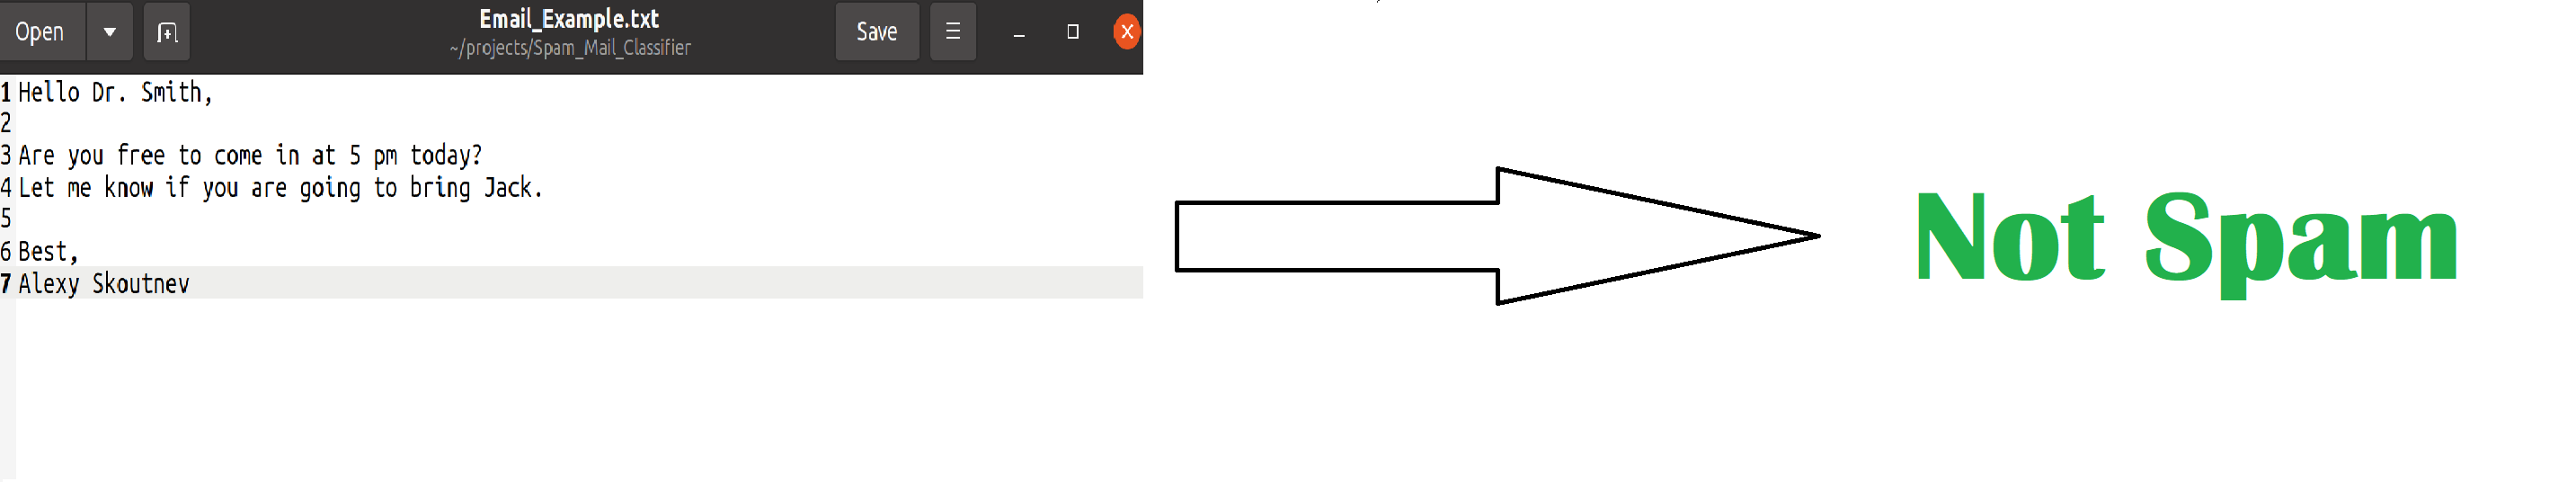 Open
Email_Example.txt
~/projects/Spam_Mail_Classifier
Save
1 Hello Dr. Smith,
2
3 Are you free to come in at 5 pm today?
4 Let me know if you are going to bring Jack.
5
6 Best,
7 Alexy Skoutnev
Not Spam